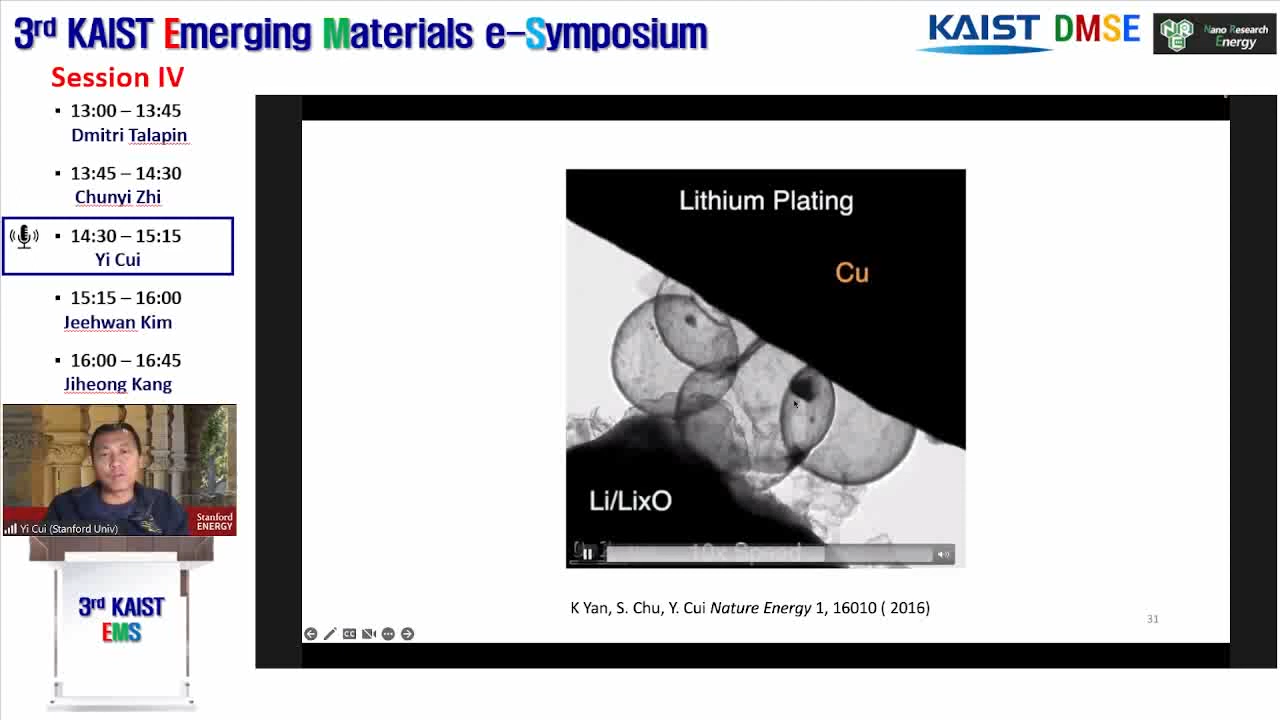 3rd KAIST Emerging Materials e-Symposium
KAIST DMSE
NRE
Nano Research
Energy
Session IV
▪ 13:00 – 13:45
Dmitri Talapin
▪ 13:45 – 14:30
Chunyi Zhi
▪ 14:30 – 15:15
Yi Cui
▪ 15:15 – 16:00
Jeehwan Kim
▪ 16:00 – 16:45
Jiheong Kang
Lithium Plating
Cu
Li/LixO
10x Speed
K Yan, S. Chu, Y. Cui Nature Energy 1, 16010 ( 2016)
31
CC
Stanford
ENERGY
Yi Cui (Stanford Univ)
3rd KAIST
EMS